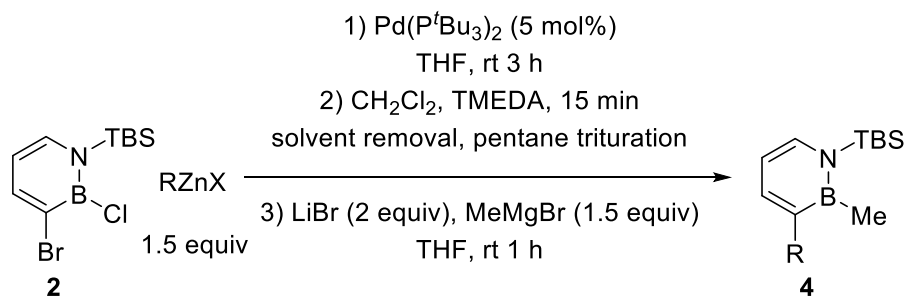 1) Pd(PᵗBu₃)₂ (5 mol%)
THF, rt 3 h
2) CH₂Cl₂, TMEDA, 15 min
solvent removal, pentane trituration
3) LiBr (2 equiv), MeMgBr (1.5 equiv)
THF, rt 1 h
TBS
N
B
Cl
Br
2
RZnX
1.5 equiv
TBS
N
B
Me
R
4